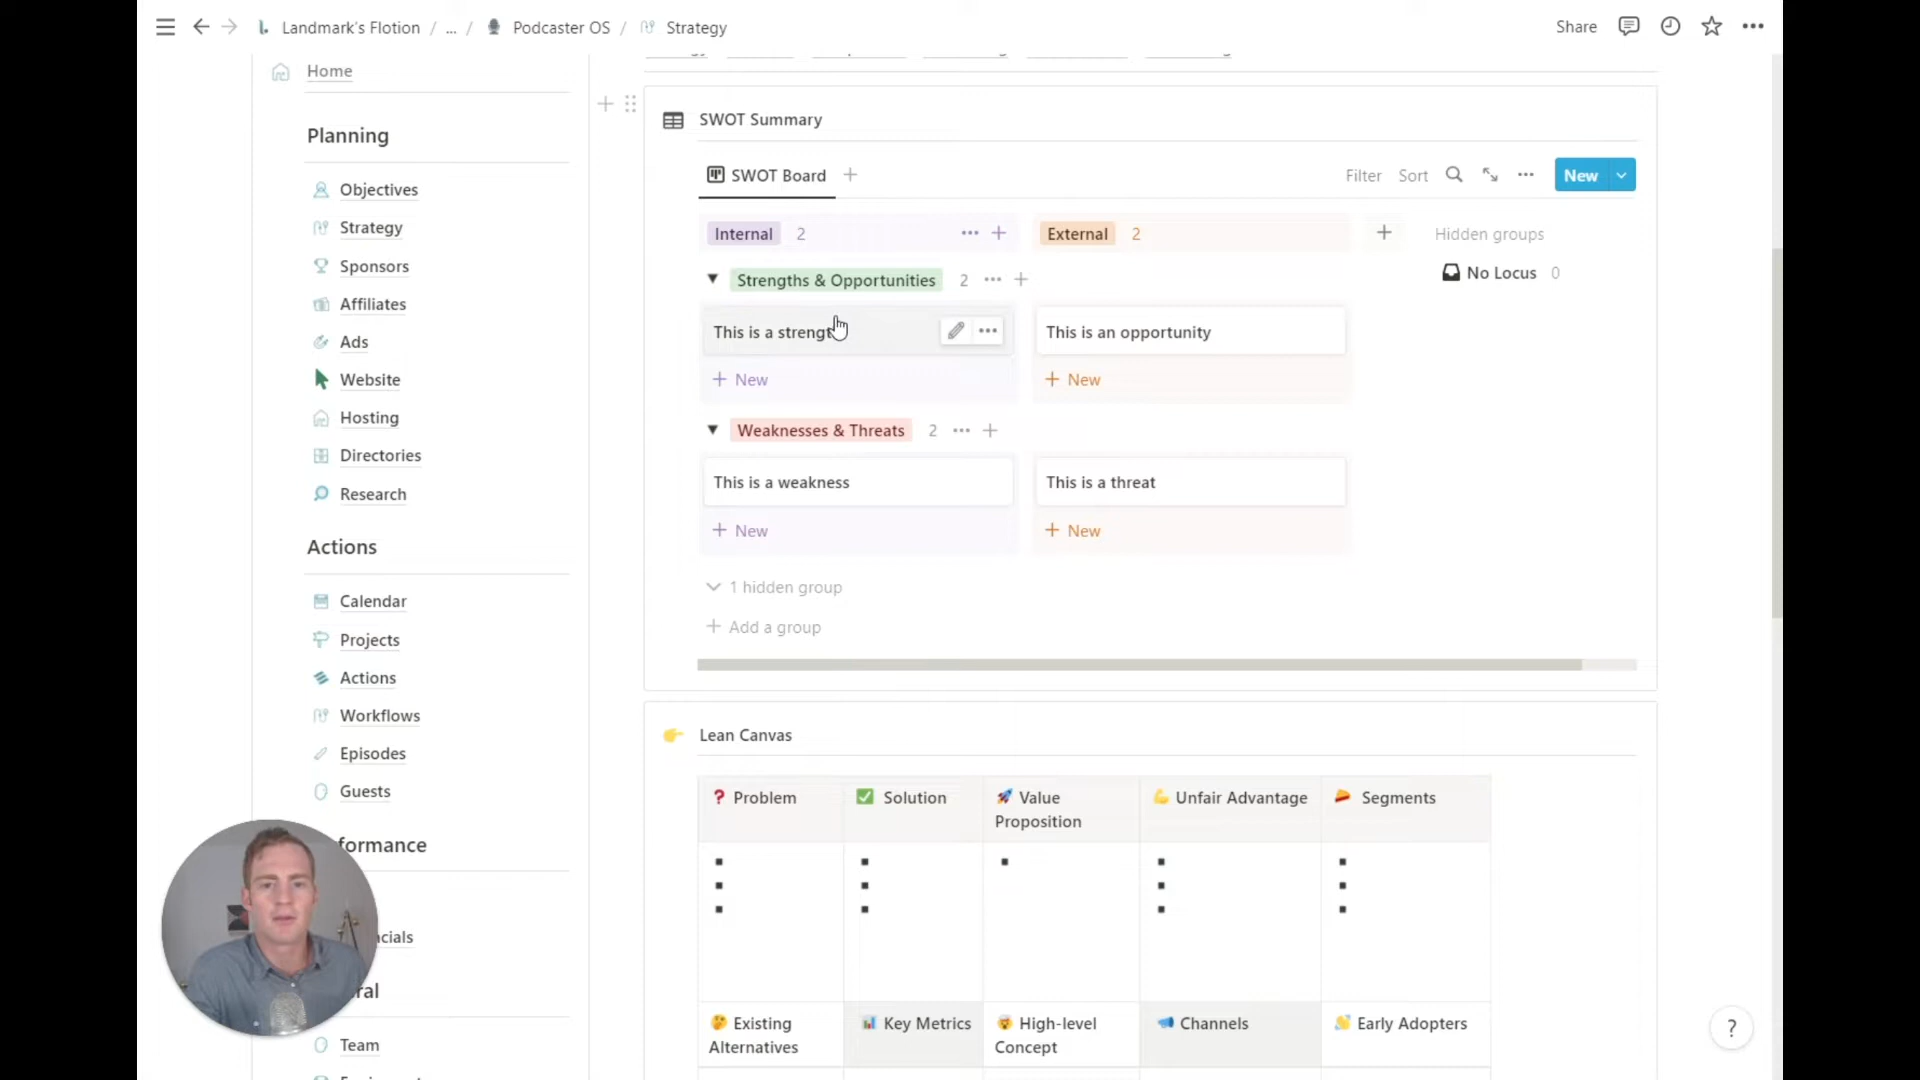 Landmark's Flotion / ... / Podcaster OS / Strategy
Share
Home
Planning
Objectives
Strategy
Sponsors
Affiliates
Ads
Website
Hosting
Directories
Research
Actions
Calendar
Projects
Actions
Workflows
Episodes
Guests
formance
ncials
ral
Team
SWOT Summary
SWOT Board
Filter Sort New
Internal 2 External 2 Hidden groups
No Locus 0
Strengths & Opportunities 2
This is a strength This is an opportunity
+ New + New
Weaknesses & Threats 2
This is a weakness This is a threat
+ New + New
1 hidden group
+ Add a group
Lean Canvas
Problem
Solution
Value
Proposition
Unfair Advantage
Segments
Existing
Alternatives
Key Metrics
High-level
Concept
Channels
Early Adopters
?